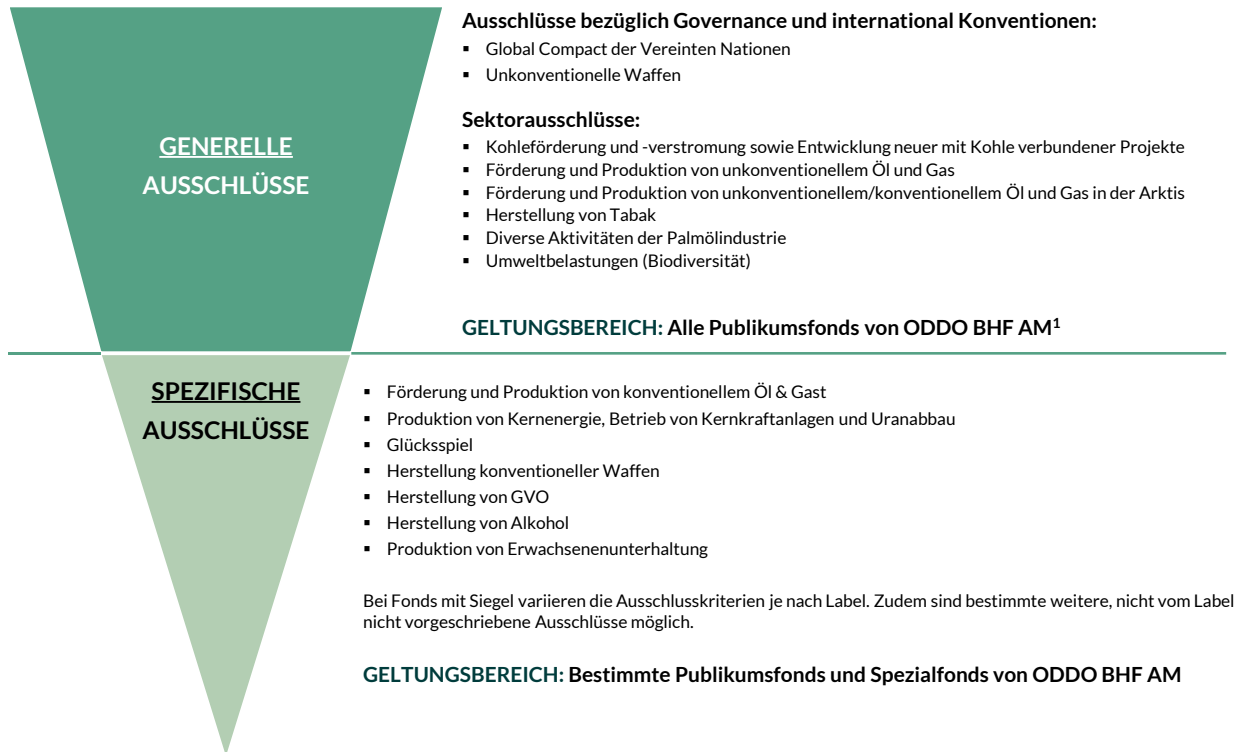 Ausschlüsse bezüglich Governance und international Konventionen:
▪ Global Compact der Vereinten Nationen
▪ Unkonventionelle Waffen
Sektorausschlüsse:
▪ Kohleförderung und -verstromung sowie Entwicklung neuer mit Kohle verbundener Projekte
▪ Förderung und Produktion von unkonventionellem Öl und Gas
▪ Förderung und Produktion von unkonventionellem/konventionellem Öl und Gas in der Arktis
▪ Herstellung von Tabak
▪ Diverse Aktivitäten der Palmölindustrie
▪ Umweltbelastungen (Biodiversität)
GENERELLE
AUSSCHLÜSSE
GELTUNGSBEREICH: Alle Publikumsfonds von ODDO BHF AM¹
SPEZIFISCHE
AUSSCHLÜSSE
▪ Förderung und Produktion von konventionellem Öl & Gast
▪ Produktion von Kernenergie, Betrieb von Kernkraftanlagen und Uranabbau
▪ Glücksspiel
▪ Herstellung konventioneller Waffen
▪ Herstellung von GVO
▪ Herstellung von Alkohol
▪ Produktion von Erwachsenenunterhaltung
Bei Fonds mit Siegel variieren die Ausschlusskriterien je nach Label. Zudem sind bestimmte weitere, nicht vom Label
nicht vorgeschriebene Ausschlüsse möglich.
GELTUNGSBEREICH: Bestimmte Publikumsfonds und Spezialfonds von ODDO BHF AM